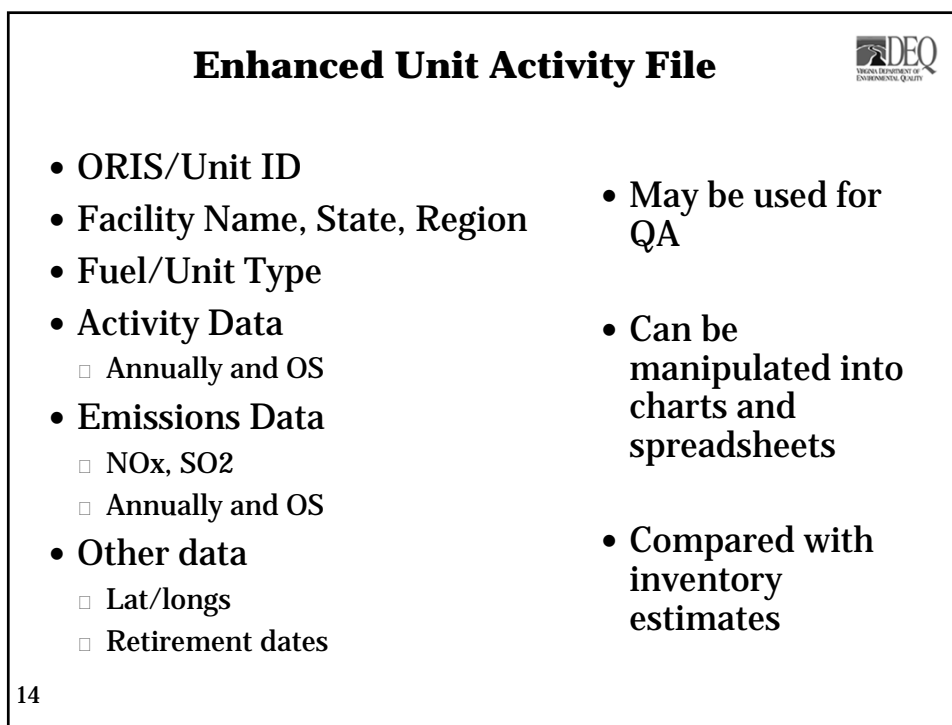 Enhanced Unit Activity File
DEQ
VIRGINIA DEPARTMENT OF
ENVIRONMENTAL QUALITY
• ORIS/Unit ID
• Facility Name, State, Region
• Fuel/Unit Type
• Activity Data
□ Annually and OS
• Emissions Data
□ NOx, SO2
□ Annually and OS
• Other data
□ Lat/longs
□ Retirement dates
• May be used for
QA
• Can be
manipulated into
charts and
spreadsheets
• Compared with
inventory
estimates
14